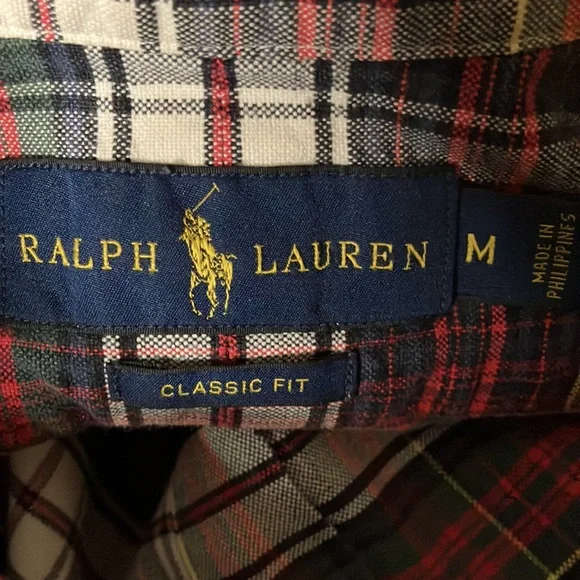 RALPH LAUREN
M
MADE IN
PHILIPPINES
CLASSIC FIT